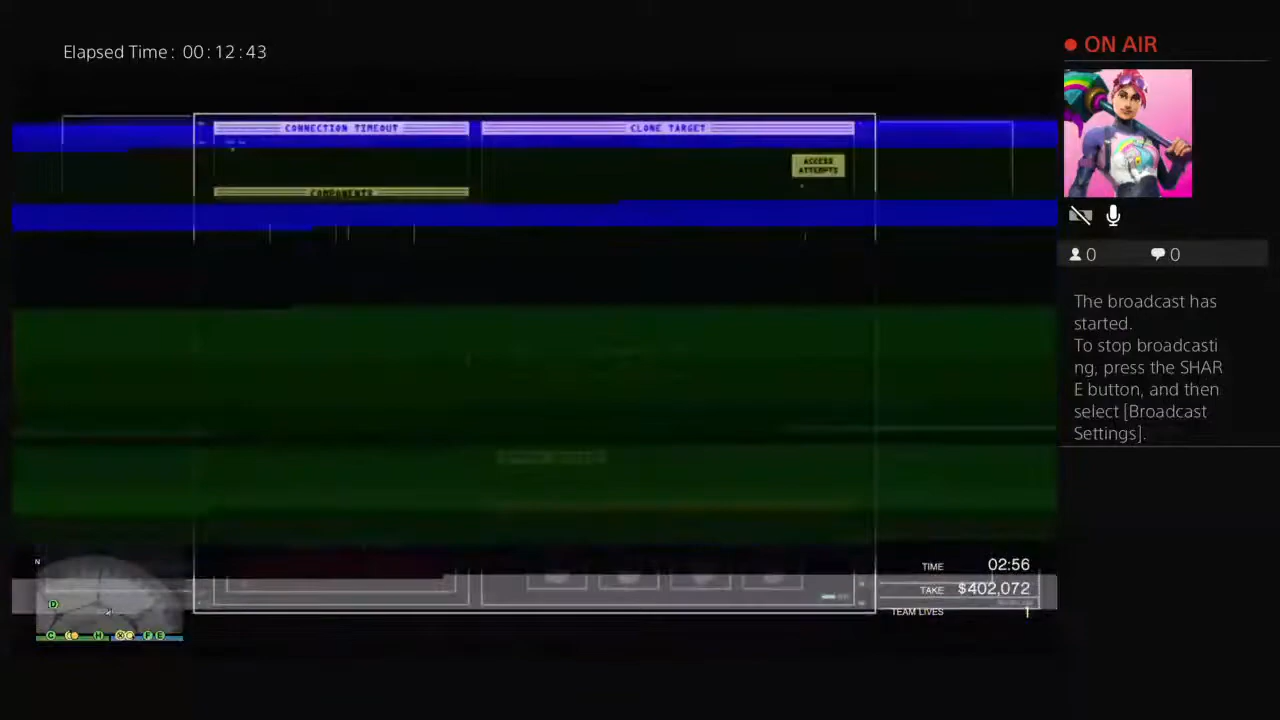 Elapsed Time: 00:12:43
ON AIR
CONNECTION TIMEOUT
CLONE TARGET
ACCESS
ATTEMPTS
COMPONENTS
0
0
The broadcast has
started.
To stop broadcasti
ng, press the SHAR
E button, and then
select [Broadcast
Settings].
N
D
C
H
C
F
E
TIME 02:56
TAKE $402,072
TEAM LIVES 1